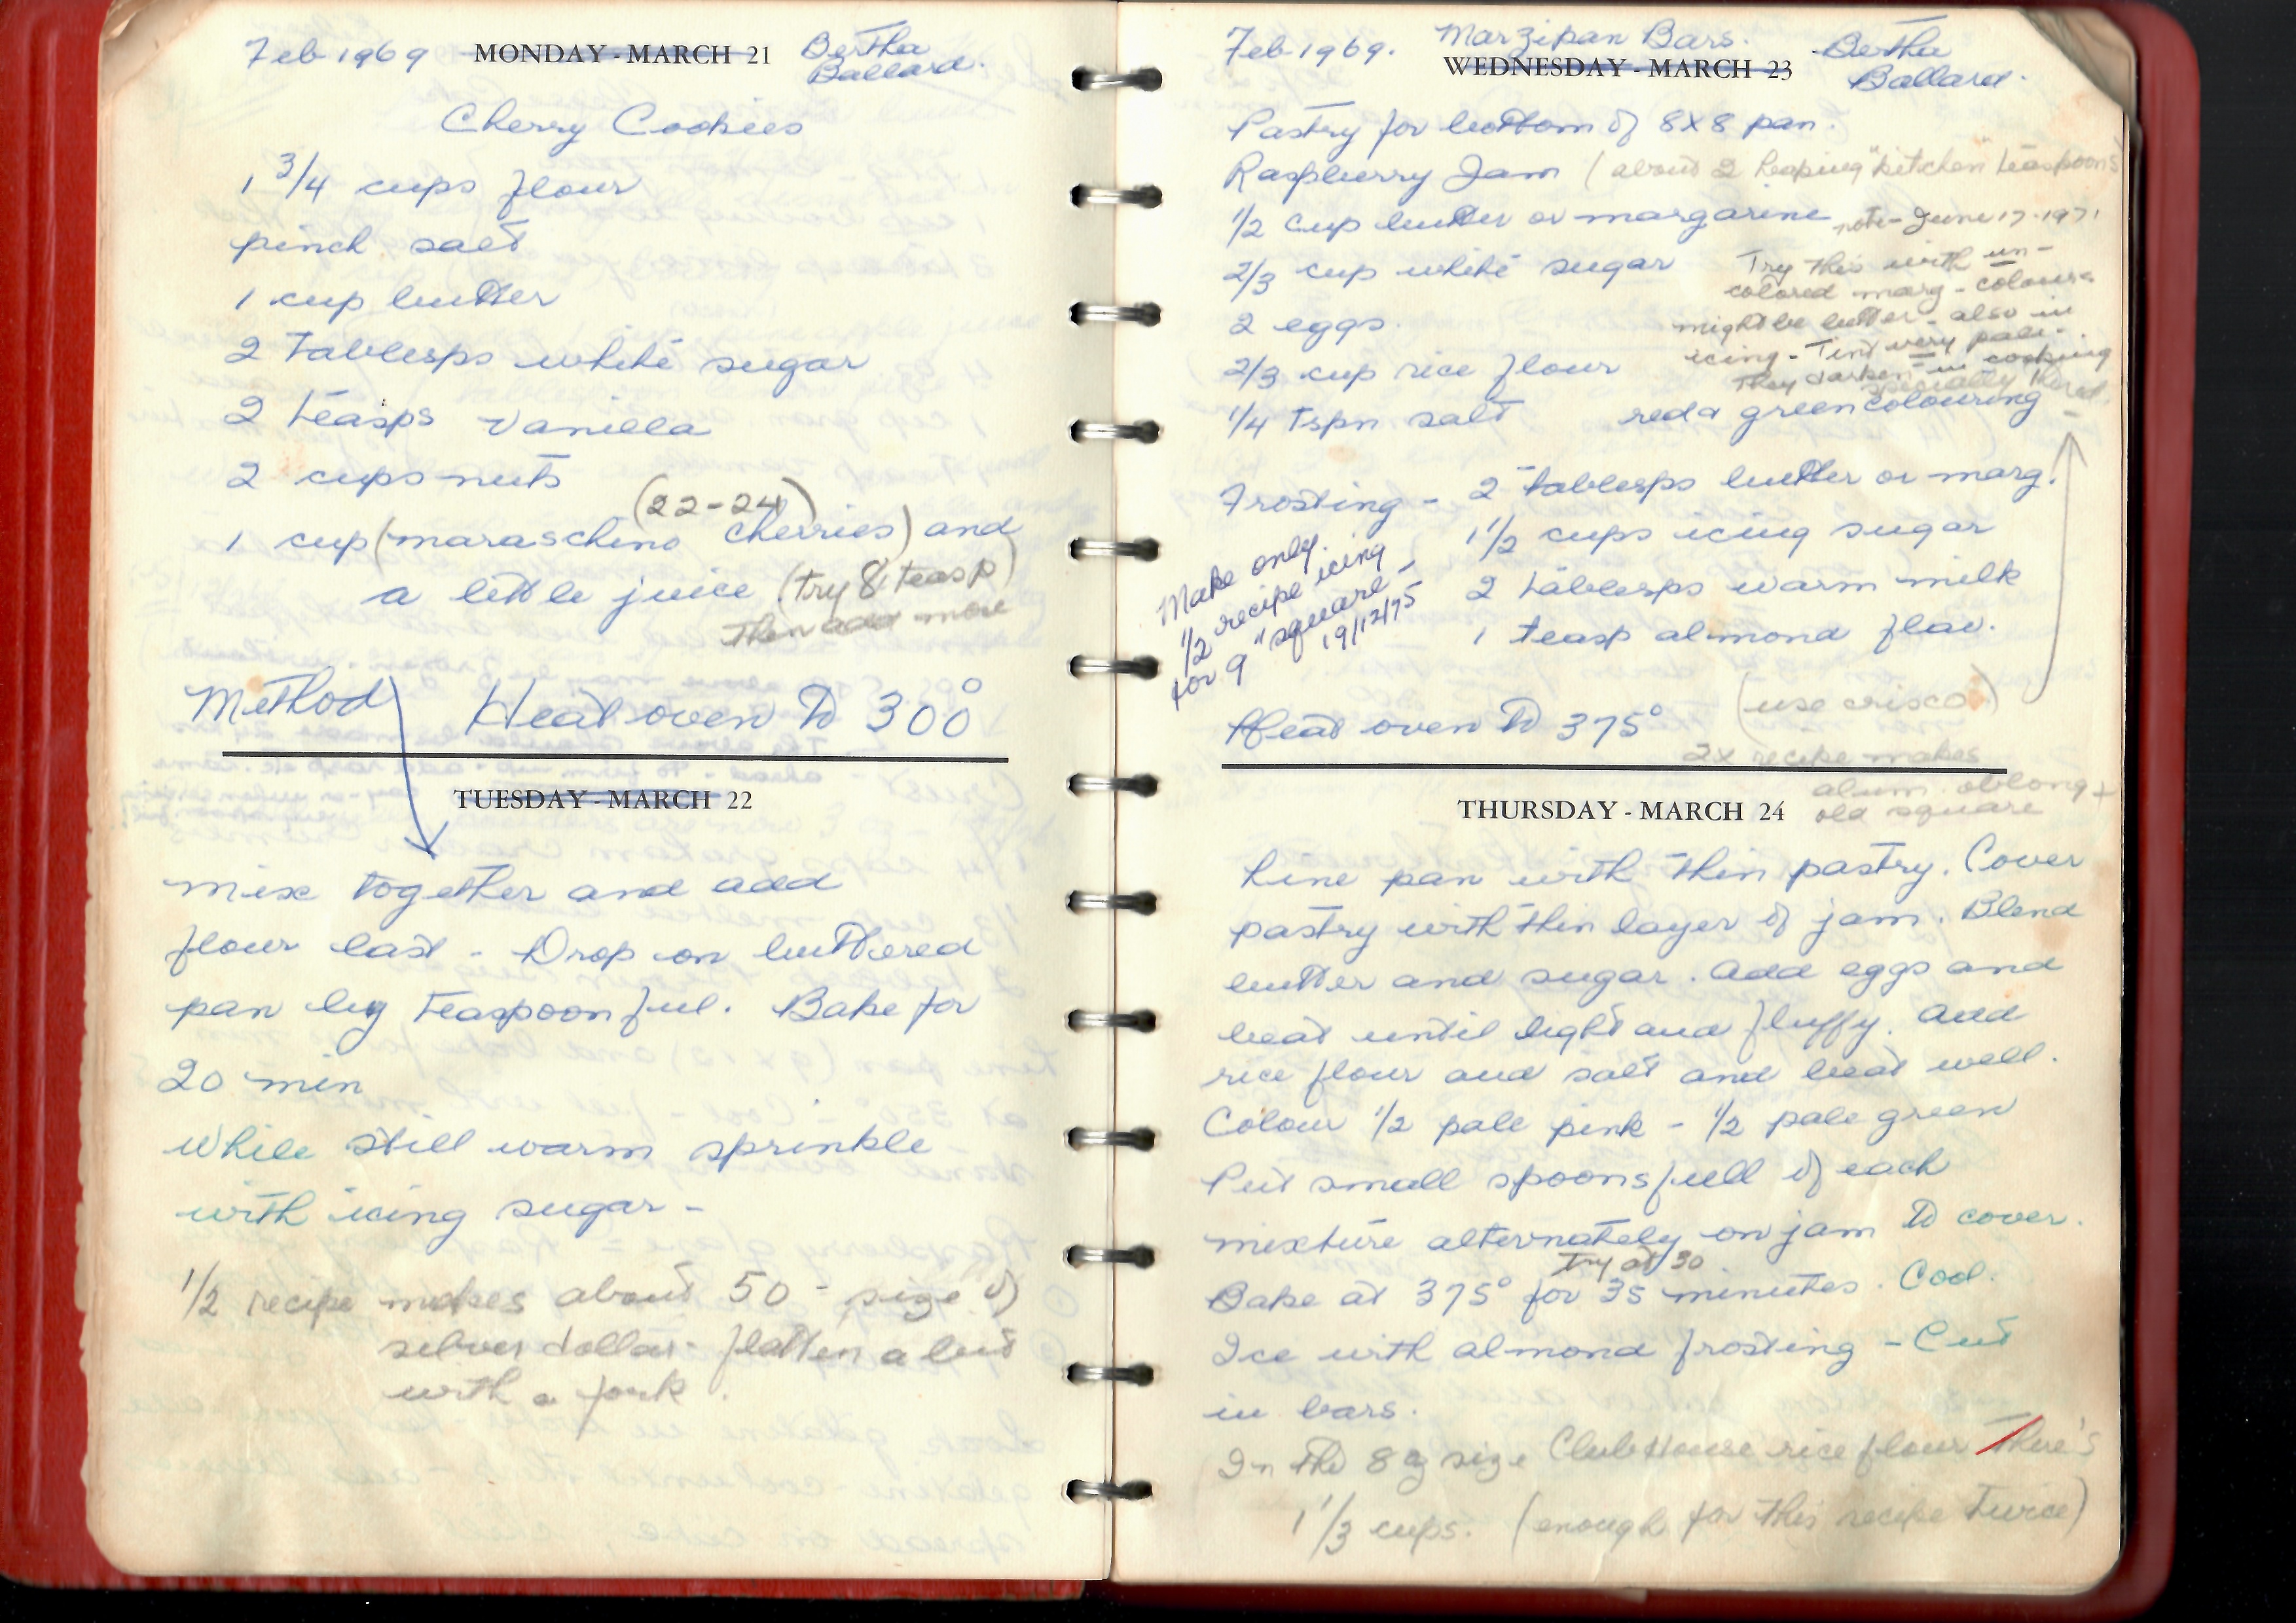 Feb 1969 MONDAY - MARCH 21 Bertha
Ballard.
Cherry Cookies
1 3/4 cups flour
pinch salt
1 cup butter
2 tablesps white sugar
2 teasps vanilla
2 cups nuts
(22-24)
1 cup (maraschino cherries) and
a little juice (try 8 teasp)
then add more
Method Heat oven to 300°
TUESDAY - MARCH 22
mix together and add
flour last - Drop on buttered
pan by teaspoonful. Bake for
20 min
While still warm sprinkle
with icing sugar -
1/2 recipe makes about 50 - size of
silver dollar - flatten a bit
with a fork.
Feb 1969. Marzipan Bars. Bertha
WEDNESDAY - MARCH 23 Ballard.
Pastry for bottom of 8x8 pan.
Raspberry Jam (about 2 heaping "kitchen" teaspoons)
1/2 cup butter or margarine
2/3 cup white sugar
2 eggs.
2/3 cup rice flour
1/4 tspn salt red & green colouring
note - June 17 - 1971
Try this with un-
colored marg - colours
might be better - also in
icing - Tint very pale.
They darken in cooking
specially the red.
Frosting - 2 tablesps butter or marg.
1 1/2 cups icing sugar
2 tablesps warm milk
1 teasp almond flav.
Make only
1/2 recipe icing
for 9" square -
19/12/75
(use crisco)
Heat oven to 375°
2x recipe makes
alum. oblong +
old square
THURSDAY - MARCH 24
Line pan with thin pastry. Cover
pastry with thin layer of jam. Blend
butter and sugar. Add eggs and
beat until light and fluffy. Add
rice flour and salt and beat well.
Colour 1/2 pale pink - 1/2 pale green
Put small spoonsfull of each
mixture alternately on jam to cover.
try at 30
Bake at 375° for 35 minutes. Cool.
Ice with almond frosting - Cut
in bars.
In the 8 oz size Club House rice flour There's
1 1/3 cups. (enough for this recipe twice)